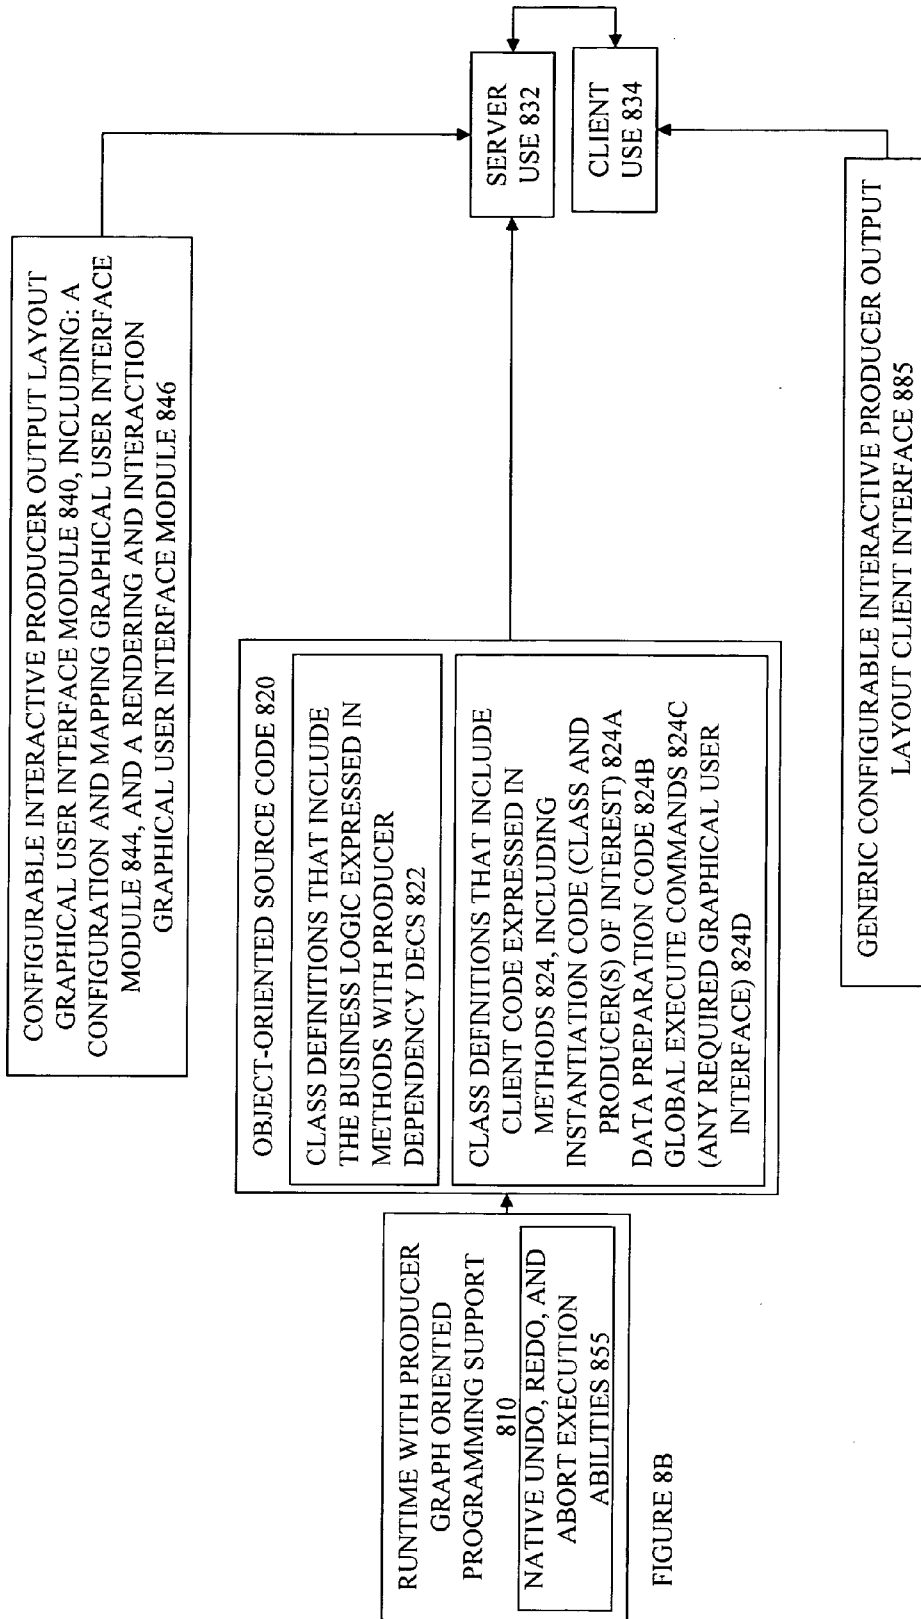 CONFIGURABLE INTERACTIVE PRODUCER OUTPUT LAYOUT
GRAPHICAL USER INTERFACE MODULE 840, INCLUDING: A
CONFIGURATION AND MAPPING GRAPHICAL USER INTERFACE
MODULE 844, AND A RENDERING AND INTERACTION
GRAPHICAL USER INTERFACE MODULE 846
RUNTIME WITH PRODUCER
GRAPH ORIENTED
PROGRAMMING SUPPORT
810
NATIVE UNDO, REDO, AND
ABORT EXECUTION
ABILITIES 855
OBJECT-ORIENTED SOURCE CODE 820
CLASS DEFINITIONS THAT INCLUDE
THE BUSINESS LOGIC EXPRESSED IN
METHODS WITH PRODUCER
DEPENDENCY DECS 822
CLASS DEFINITIONS THAT INCLUDE
CLIENT CODE EXPRESSED IN
METHODS 824, INCLUDING
INSTANTIATION CODE (CLASS AND
PRODUCER(S) OF INTEREST) 824A
DATA PREPARATION CODE 824B
GLOBAL EXECUTE COMMANDS 824C
(ANY REQUIRED GRAPHICAL USER
INTERFACE) 824D
SERVER
USE 832
CLIENT
USE 834
GENERIC CONFIGURABLE INTERACTIVE PRODUCER OUTPUT
LAYOUT CLIENT INTERFACE 885
FIGURE 8B